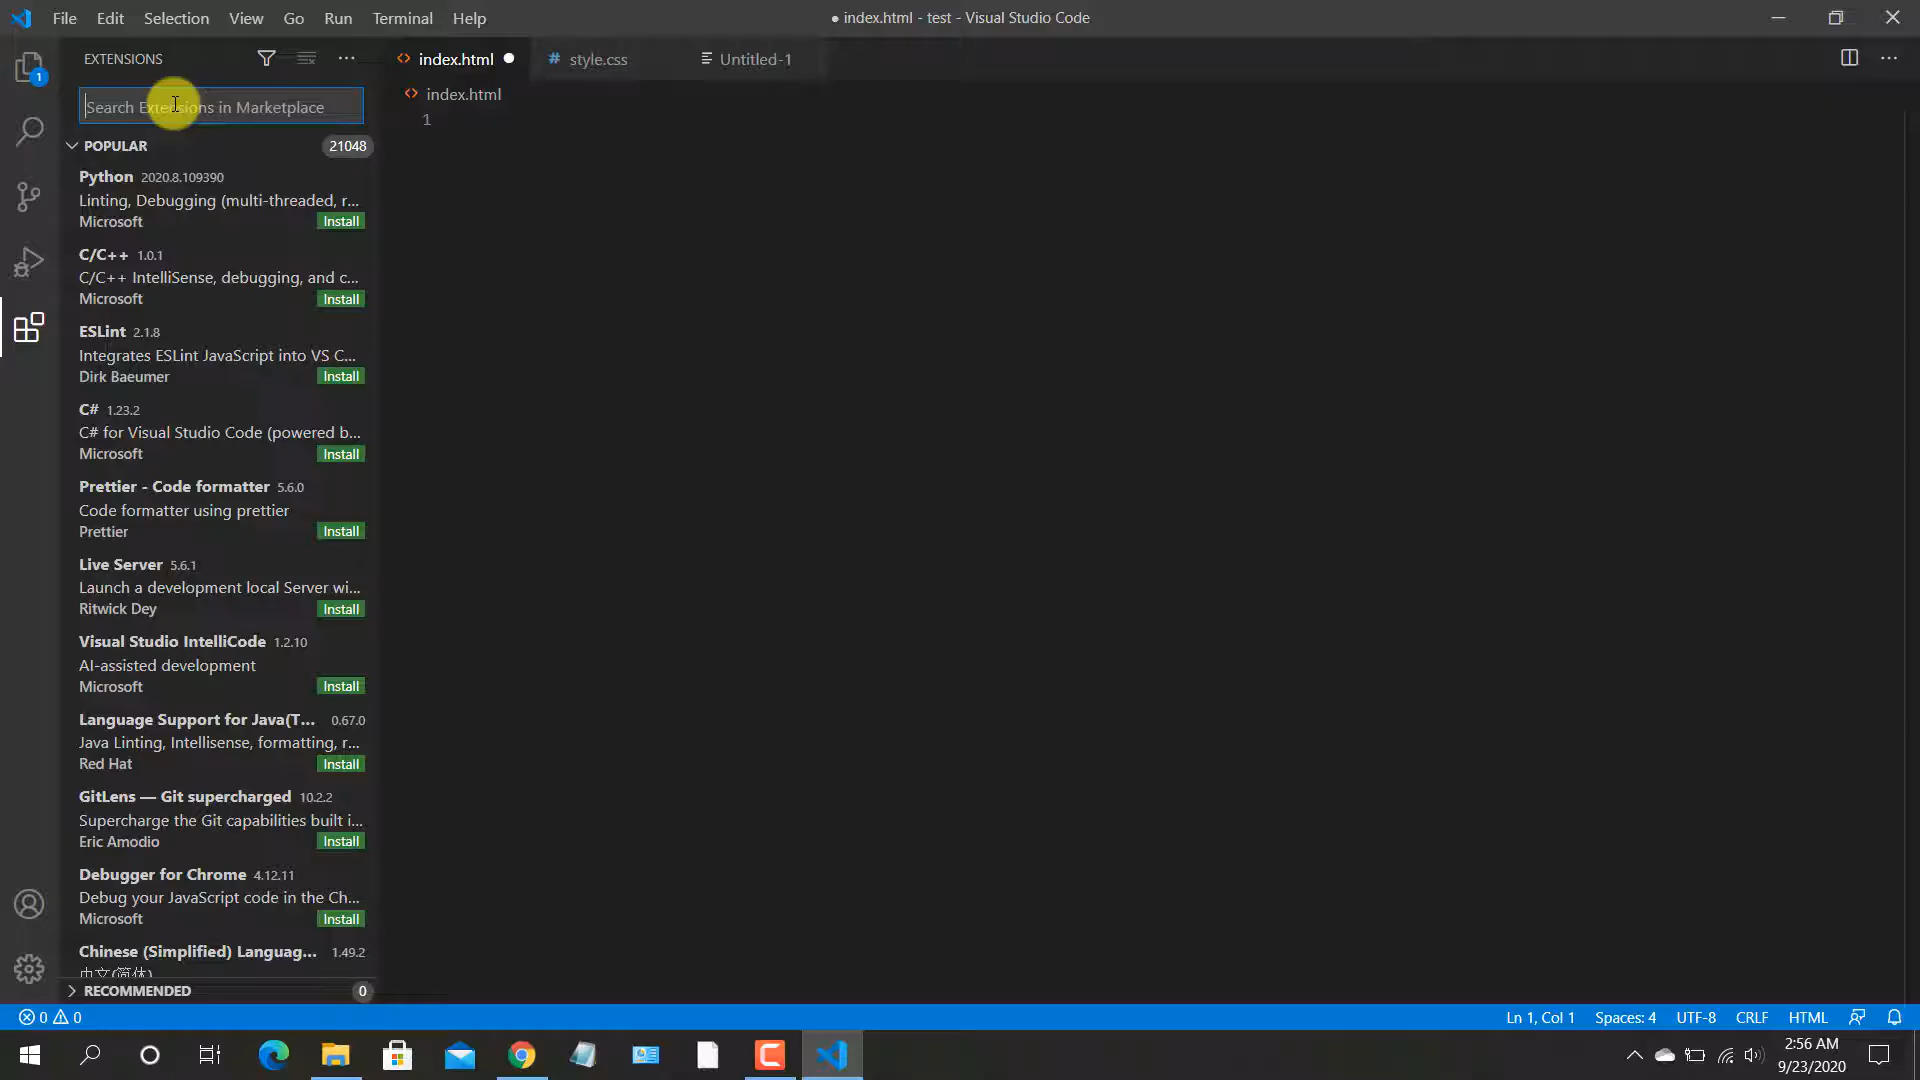 File Edit Selection View Go Run Terminal Help
● index.html - test - Visual Studio Code
EXTENSIONS
index.html
# style.css
Untitled-1
1
Search Extensions in Marketplace
index.html
1
POPULAR 21048
Python 2020.8.109390
Linting, Debugging (multi-threaded, r...
Microsoft Install
C/C++ 1.0.1
C/C++ IntelliSense, debugging, and c...
Microsoft Install
ESLint 2.1.8
Integrates ESLint JavaScript into VS C...
Dirk Baeumer Install
C# 1.23.2
C# for Visual Studio Code (powered b...
Microsoft Install
Prettier - Code formatter 5.6.0
Code formatter using prettier
Prettier Install
Live Server 5.6.1
Launch a development local Server wi...
Ritwick Dey Install
Visual Studio IntelliCode 1.2.10
AI-assisted development
Microsoft Install
Language Support for Java(T... 0.67.0
Java Linting, Intellisense, formatting, r...
Red Hat Install
GitLens — Git supercharged 10.2.2
Supercharge the Git capabilities built i...
Eric Amodio Install
Debugger for Chrome 4.12.11
Debug your JavaScript code in the Ch...
Microsoft Install
Chinese (Simplified) Languag... 1.49.2
中文(简体)
RECOMMENDED 0
0 0
Ln 1, Col 1 Spaces: 4 UTF-8 CRLF HTML
2:56 AM
9/23/2020